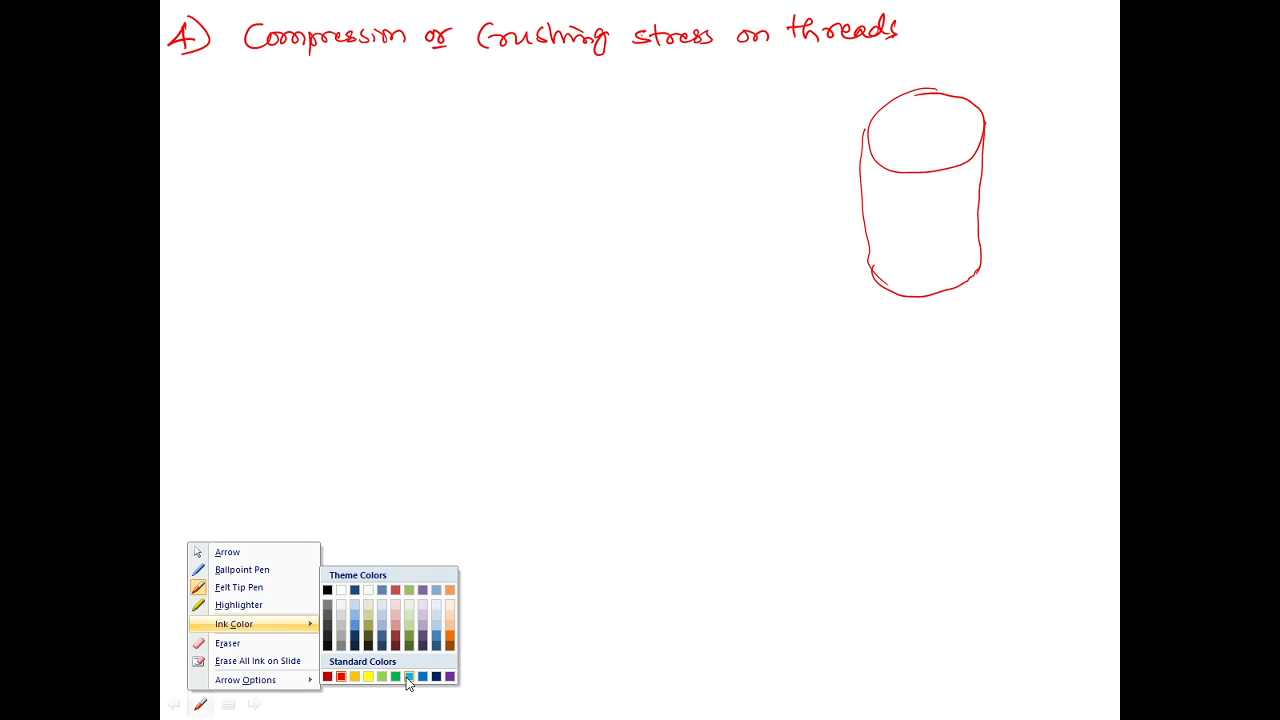 4) Compression or Crushing stress on threads
Arrow
Ballpoint Pen
Felt Tip Pen
Highlighter
Ink Color
Eraser
Erase All Ink on Slide
Arrow Options
Theme Colors
Standard Colors